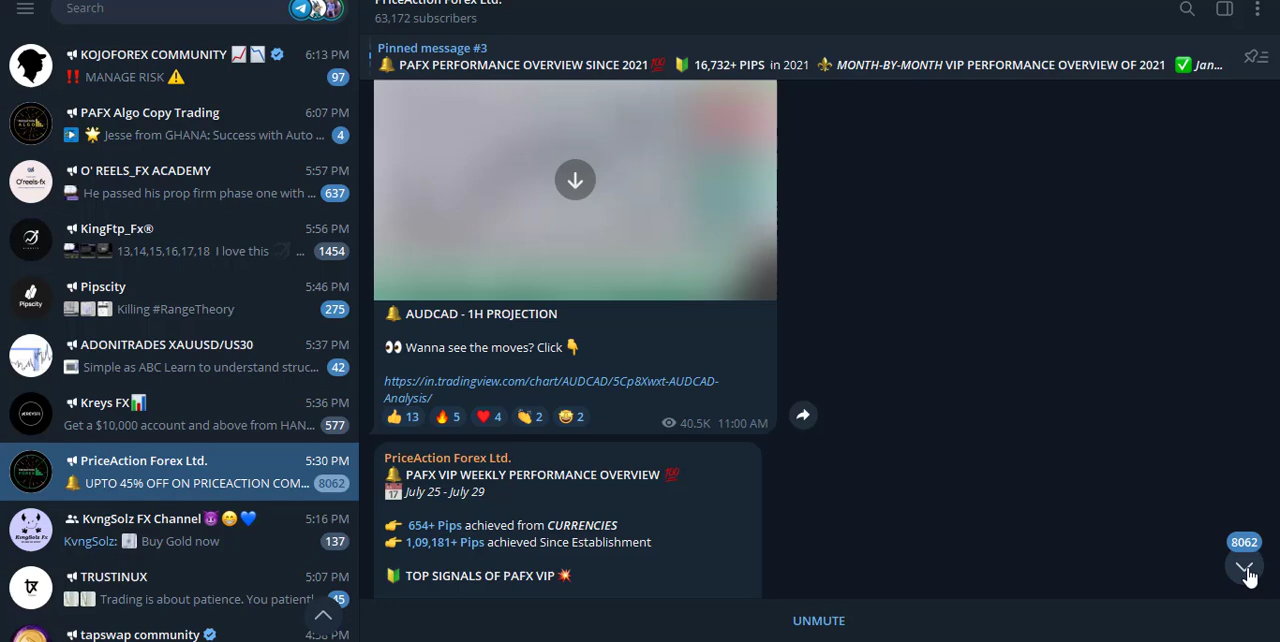 Search
KOJOFOREX COMMUNITY 6:13 PM
MANAGE RISK 97
PAFX Algo Copy Trading 6:07 PM
Jesse from GHANA: Success with Auto ... 4
O' REELS_FX ACADEMY 5:57 PM
He passed his prop firm phase one with ... 637
KingFtp_Fx® 5:56 PM
13,14,15,16,17,18 I love this ... 1454
Pipscity 5:46 PM
Killing #RangeTheory 275
ADONITRADES XAUUSD/US30 5:37 PM
Simple as ABC Learn to understand struc... 42
Kreys FX 5:36 PM
Get a $10,000 account and above from HAN... 577
PriceAction Forex Ltd. 5:30 PM
UPTO 45% OFF ON PRICEACTION COM... 8062
KvngSolz FX Channel 5:16 PM
KvngSolz: Buy Gold now 137
TRUSTINUX 5:07 PM
Trading is about patience. You patient 45
tapswap community 4:58 PM
PriceAction Forex Ltd.
63,172 subscribers
Pinned message #3
PAFX PERFORMANCE OVERVIEW SINCE 2021 16,732+ PIPS in 2021 MONTH-BY-MONTH VIP PERFORMANCE OVERVIEW OF 2021 Jan...
AUDCAD - 1H PROJECTION
Wanna see the moves? Click
https://in.tradingview.com/chart/AUDCAD/5Cp8Xwxt-AUDCAD-
Analysis/
13 5 4 2 2
40.5K 11:00 AM
PriceAction Forex Ltd.
PAFX VIP WEEKLY PERFORMANCE OVERVIEW
July 25 - July 29
654+ Pips achieved from CURRENCIES
1,09,181+ Pips achieved Since Establishment
TOP SIGNALS OF PAFX VIP
8062
UNMUTE